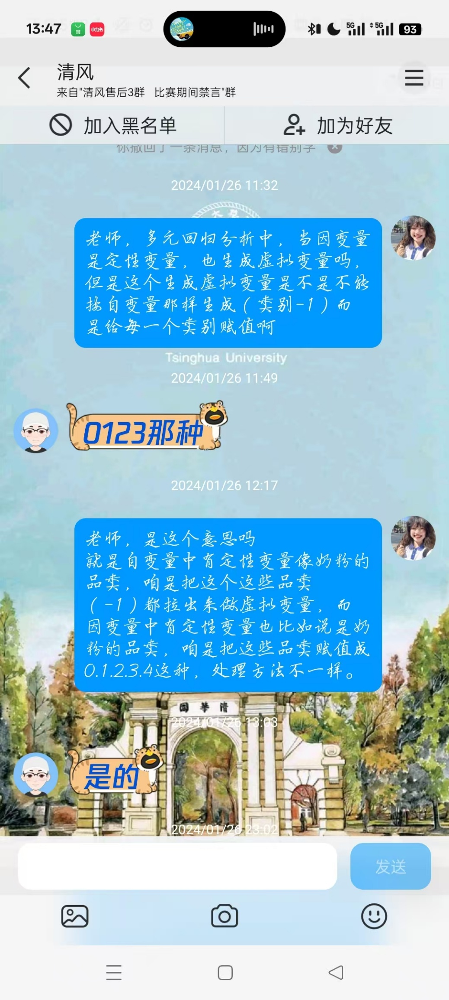 13:47
小红书
5G
5G
93
清风
来自"清风售后3群 比赛期间禁言"群
加入黑名单
加为好友
你撤回了一条消息，因为有错别字
2024/01/26 11:32
老师，多元回归分析中，当因变量
是定性变量，也生成虚拟变量吗，
但是这个生成虚拟变量是不是不能
按自变量那样生成（类别-1）而
是给每一个类别赋值啊
Tsinghua University
2024/01/26 11:49
0123那种
2024/01/26 12:17
老师，是这个意思吗
就是自变量中有定性变量像奶粉的
品类，咱是把这个这些品类
（-1）都拉出来做虚拟变量，而
因变量中有定性变量也比如说是奶
粉的品类，咱是把这些品类赋值成
0.1.2.3.4这种，处理方法不一样。
園華清
2024/01/26 13:03
是的
2024/01/26 23:02
发送